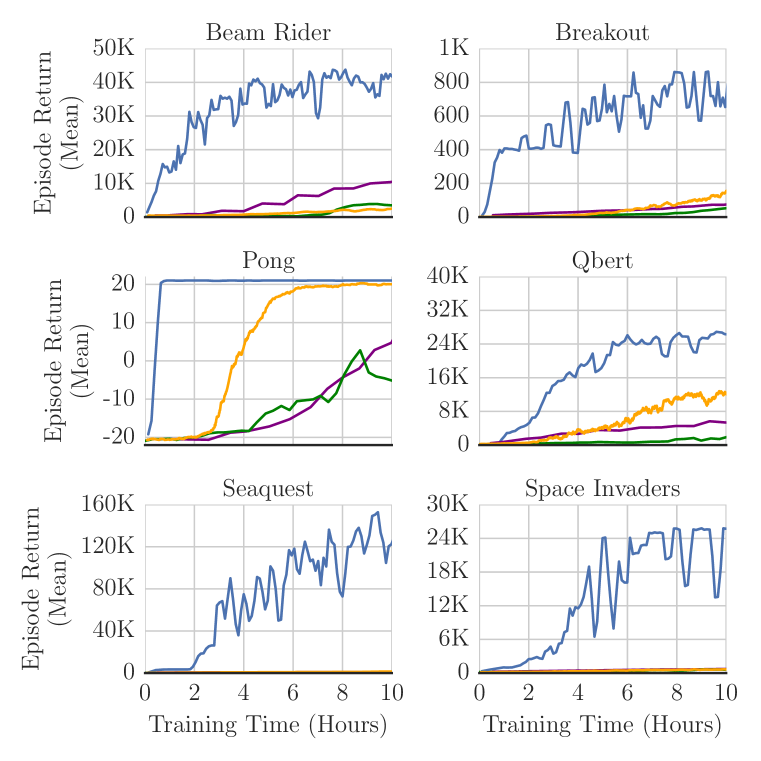 Beam Rider
Breakout
Episode Return
(Mean)
50K
40K
30K
20K
10K
0
1K
800
600
400
200
0
Pong
Qbert
Episode Return
(Mean)
20
10
0
-10
-20
40K
32K
24K
16K
8K
0
Seaquest
Space Invaders
Episode Return
(Mean)
160K
120K
80K
40K
0
30K
24K
18K
12K
6K
0
0 2 4 6 8 10
0 2 4 6 8 10
Training Time (Hours)
Training Time (Hours)